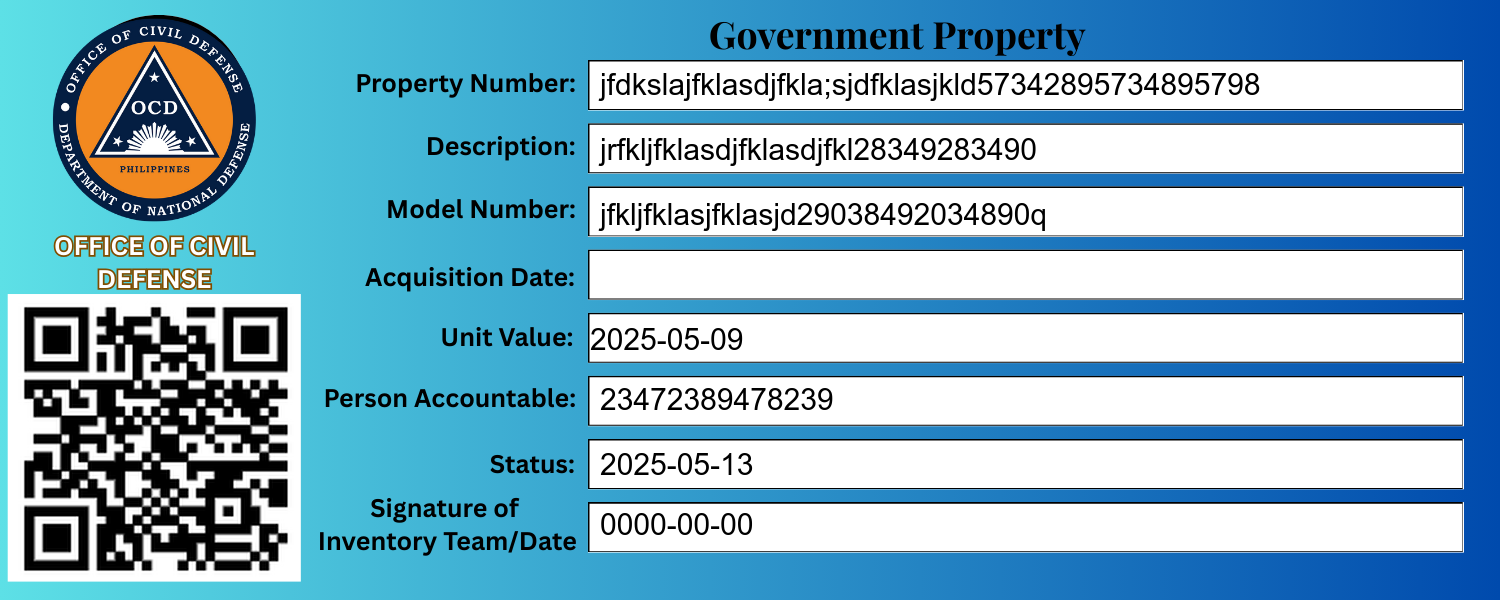 OFFICE OF CIVIL DEFENSE
DEPARTMENT OF NATIONAL DEFENSE
OCD
PHILIPPINES
OFFICE OF CIVIL
DEFENSE
Government Property
Property Number: jfdkslajfklasdjfkla;sjdfklasjkld57342895734895798
Description: jrfkljfklasdjfklasdjfkl28349283490
Model Number: jfkljfklasjfklasjd29038492034890q
Acquisition Date:
Unit Value: 2025-05-09
Person Accountable: 23472389478239
Status: 2025-05-13
Signature of
Inventory Team/Date 0000-00-00